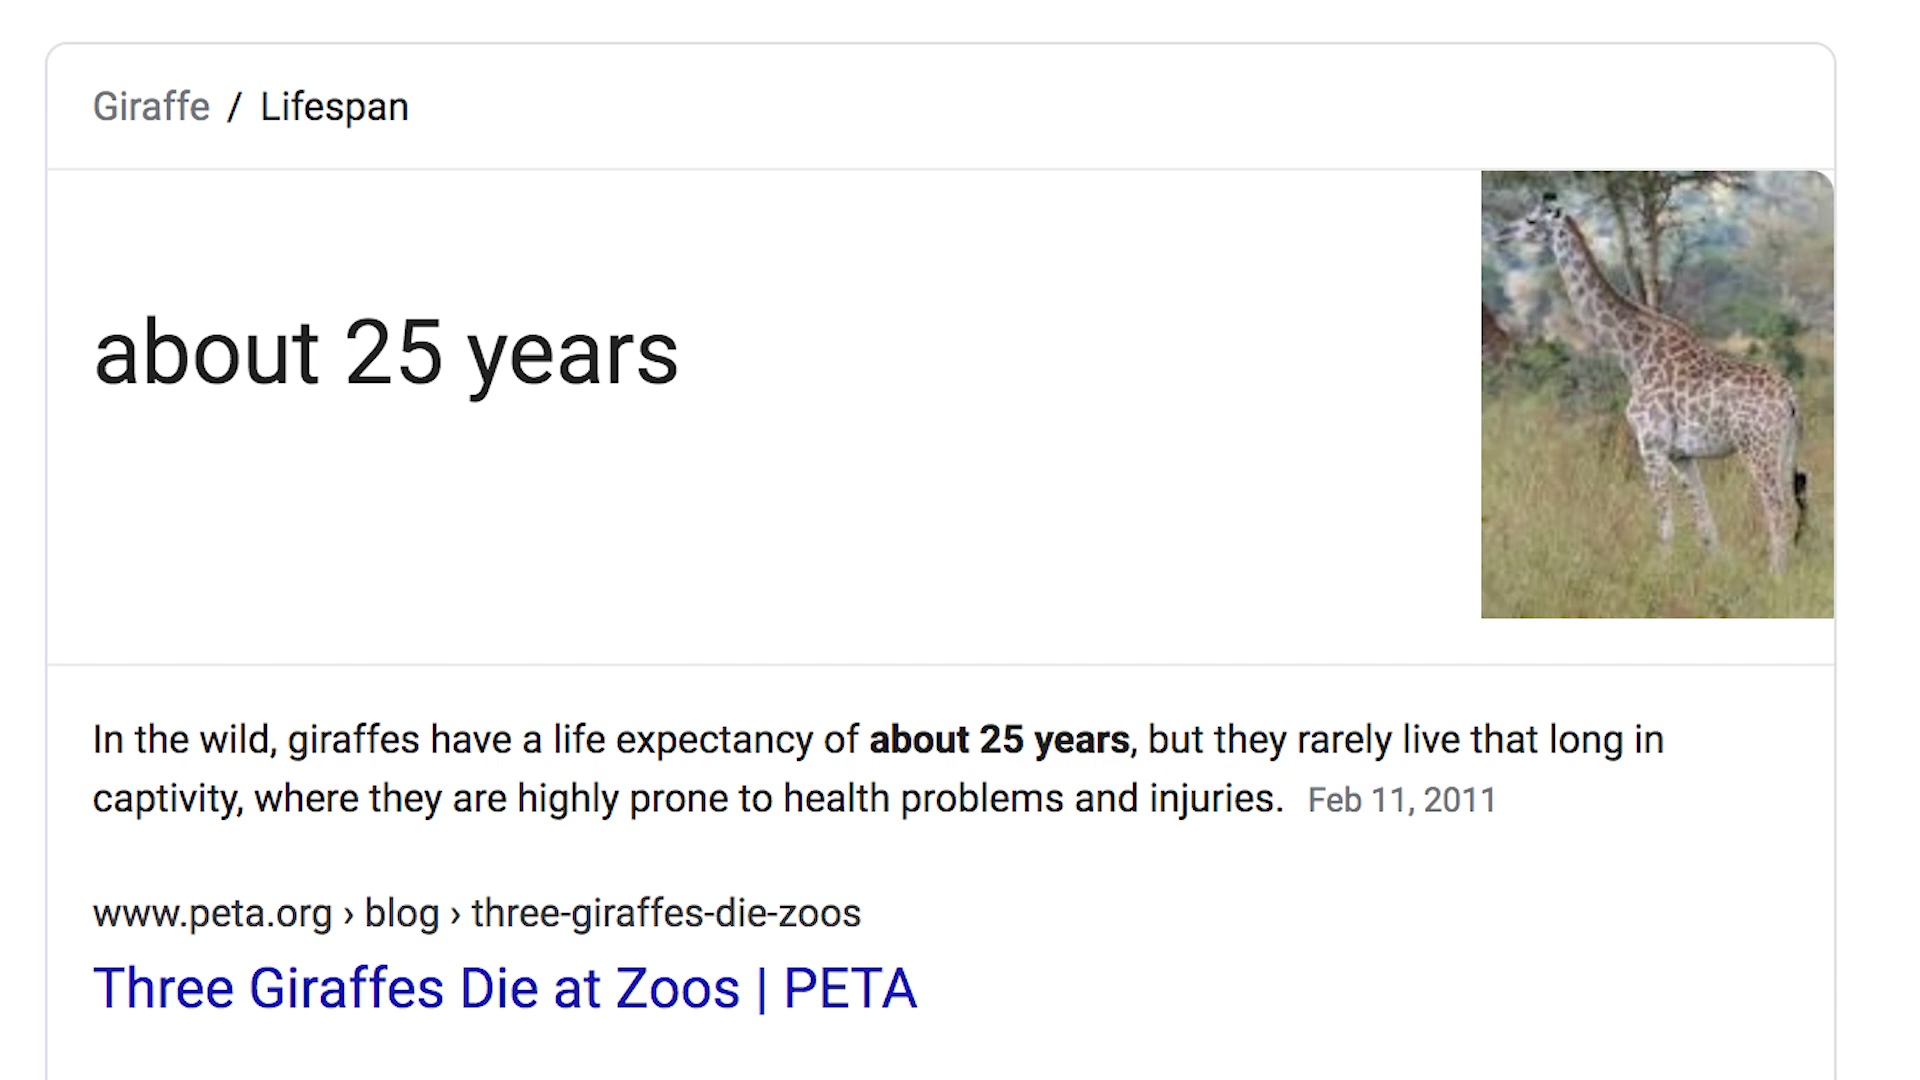 Giraffe / Lifespan
about 25 years
In the wild, giraffes have a life expectancy of about 25 years, but they rarely live that long in
captivity, where they are highly prone to health problems and injuries. Feb 11, 2011
www.peta.org › blog › three-giraffes-die-zoos
Three Giraffes Die at Zoos | PETA